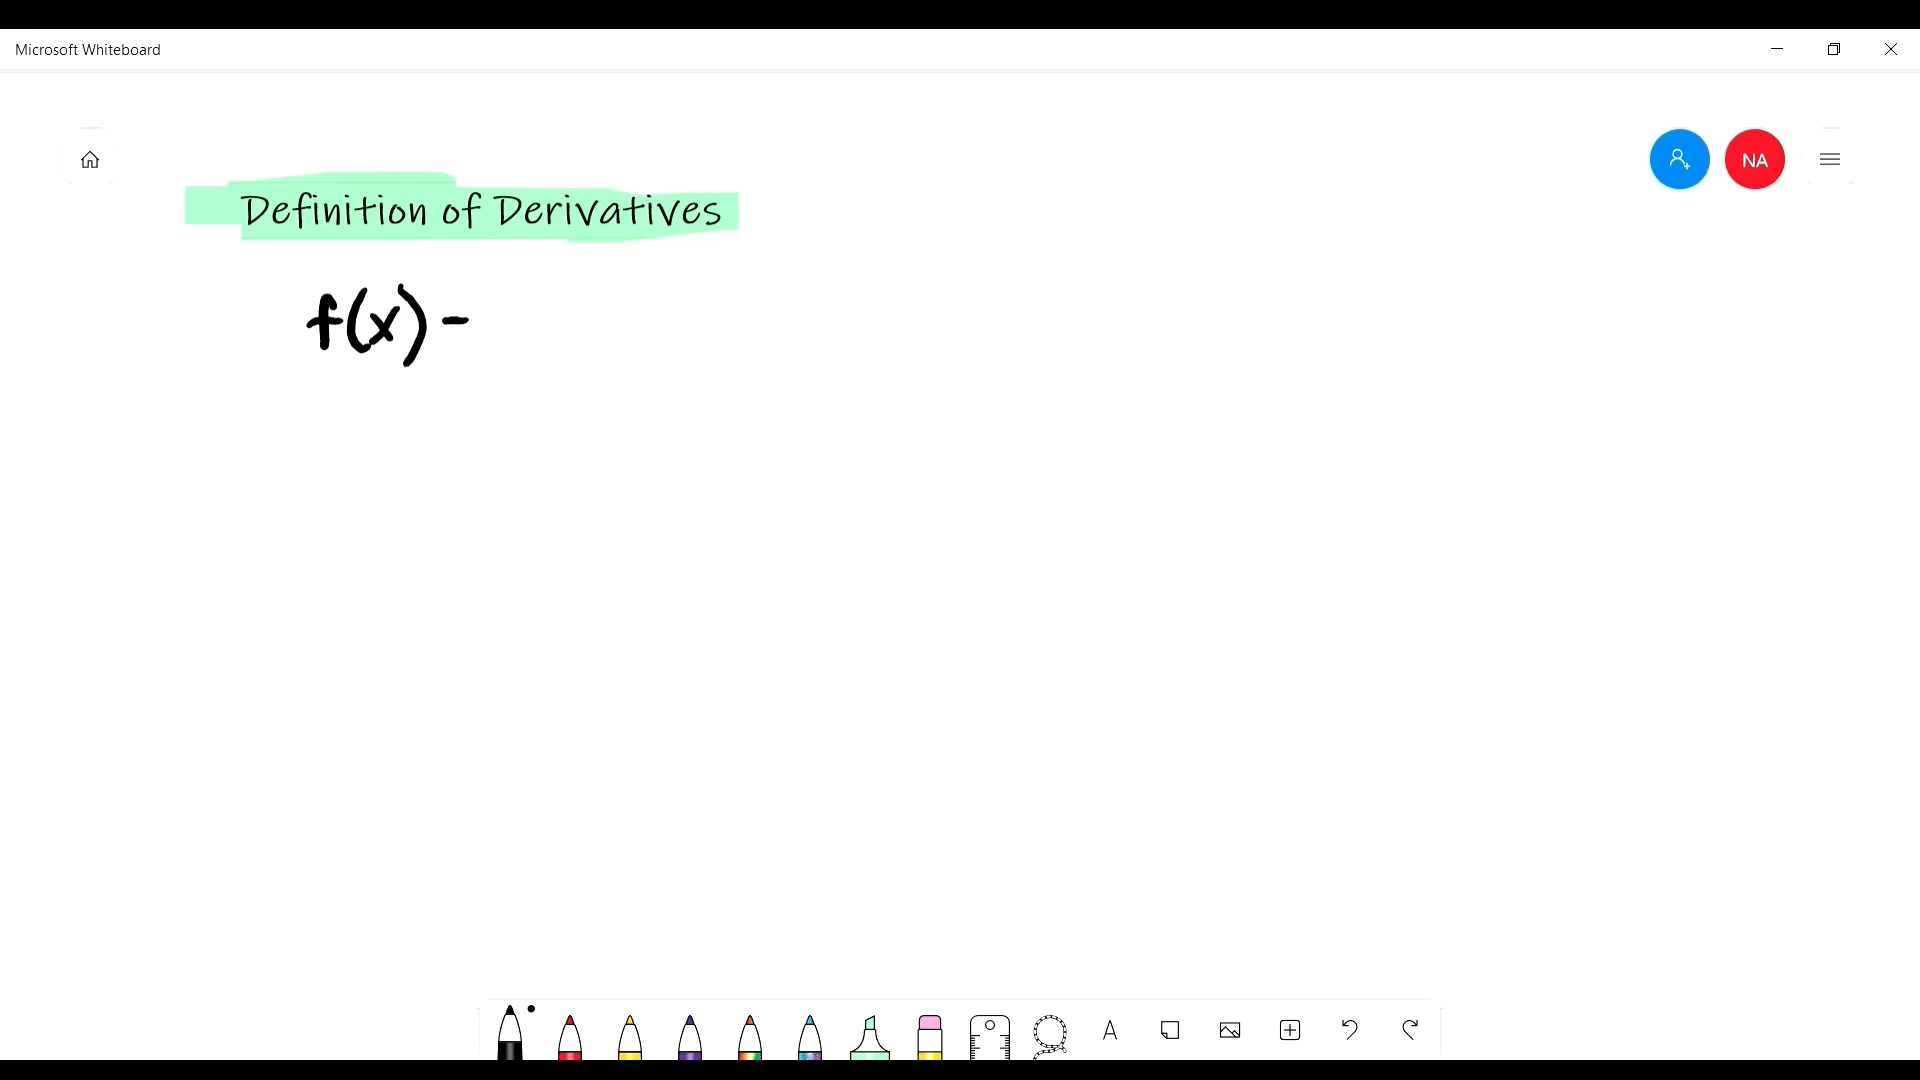 Microsoft Whiteboard
NA
Definition of Derivatives
f(x) -
A